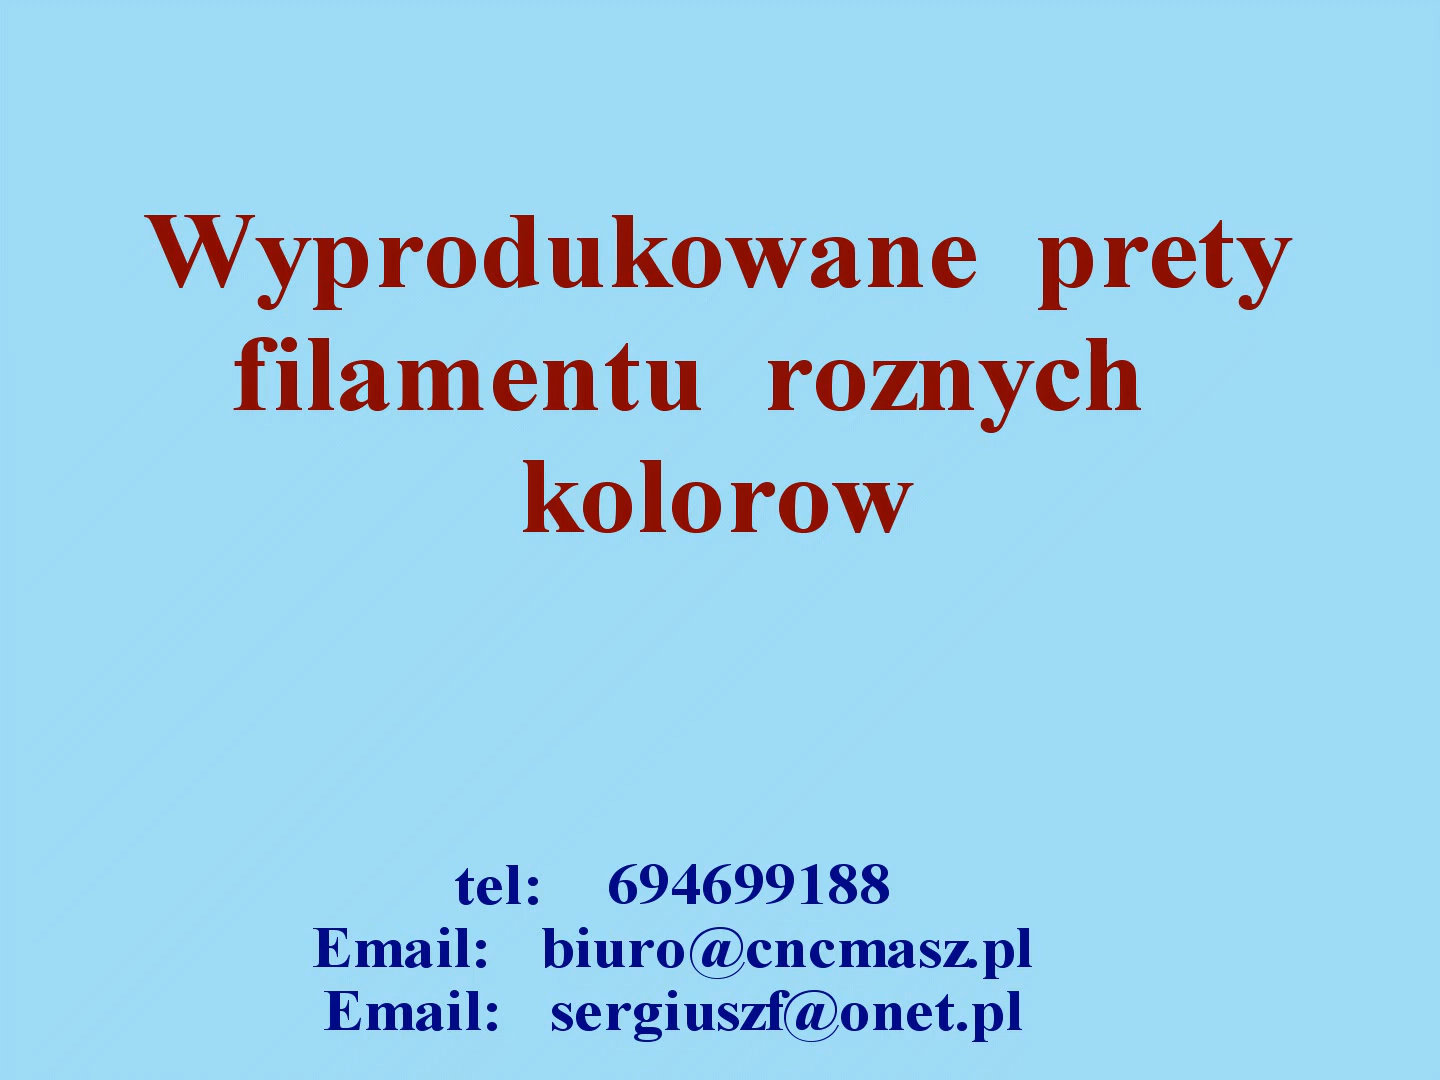 Wyprodukowane prety
filamentu roznych
kolorow
tel: 694699188
Email: biuro@cncmasz.pl
Email: sergiuszf@onet.pl